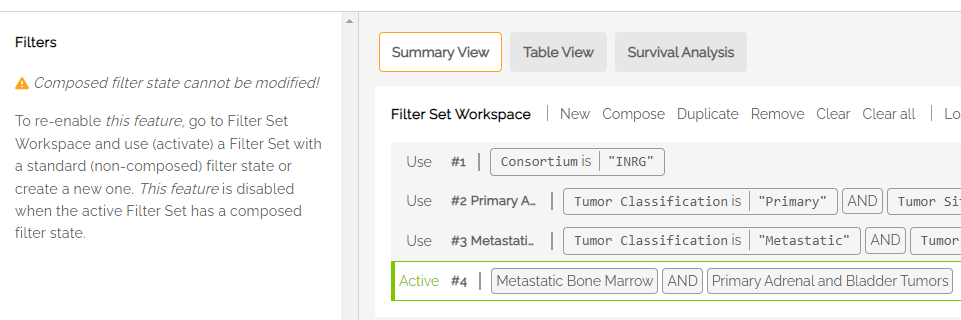 Filters
Composed filter state cannot be modified!
To re-enable this feature, go to Filter Set
Workspace and use (activate) a Filter Set with
a standard (non-composed) filter state or
create a new one. This feature is disabled
when the active Filter Set has a composed
filter state.
Summary View Table View Survival Analysis
Filter Set Workspace | New Compose Duplicate Remove Clear Clear all | Lo
Use #1 | Consortium is | "INRG"
Use #2 Primary A... | Tumor Classification is | "Primary" AND Tumor Si
Use #3 Metastati... | Tumor Classification is | "Metastatic" AND Tumor
Active #4 | Metastatic Bone Marrow AND Primary Adrenal and Bladder Tumors